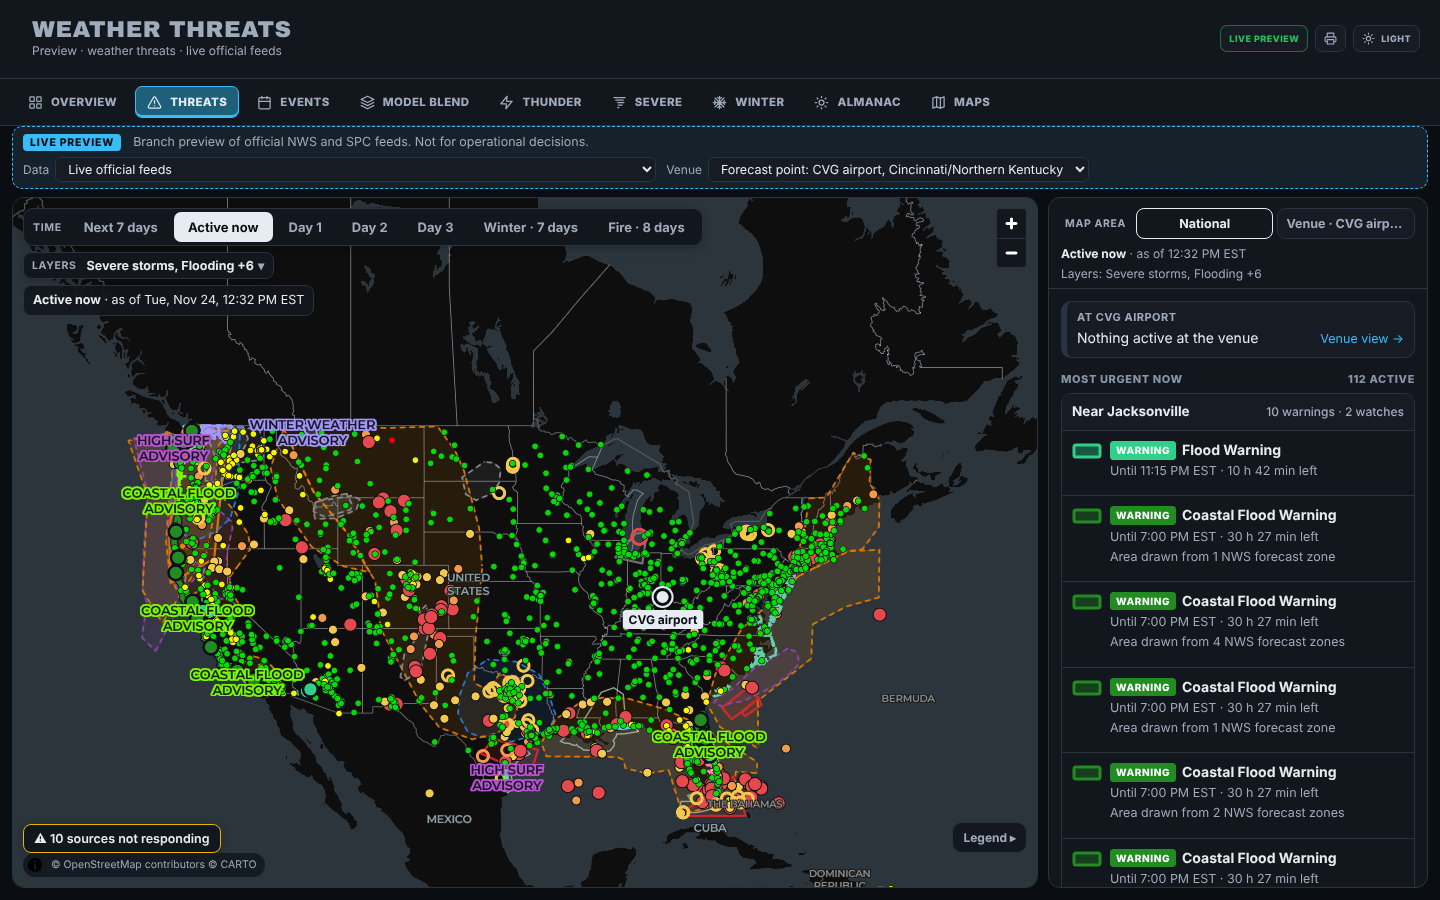 WEATHER THREATS
Preview · weather threats · live official feeds
LIVE PREVIEW
LIGHT
OVERVIEW
THREATS
EVENTS
MODEL BLEND
THUNDER
SEVERE
WINTER
ALMANAC
MAPS
LIVE PREVIEW Branch preview of official NWS and SPC feeds. Not for operational decisions.
Data Live official feeds Venue Forecast point: CVG airport, Cincinnati/Northern Kentucky
TIME Next 7 days Active now Day 1 Day 2 Day 3 Winter · 7 days Fire · 8 days
LAYERS Severe storms, Flooding +6 ▾
Active now · as of Tue, Nov 24, 12:32 PM EST
+
−
WINTER WEATHER
ADVISORY
HIGH SURF
ADVISORY
COASTAL FLOOD
ADVISORY
UNITED
STATES
COASTAL FLOOD
ADVISORY
CVG airport
COASTAL FLOOD
ADVISORY
BERMUDA
COASTAL FLOOD
ADVISORY
HIGH SURF
ADVISORY
THE BAHAMAS
MEXICO
CUBA
DOMINICAN
REPUBLIC
⚠ 10 sources not responding
© OpenStreetMap contributors © CARTO
Legend ▸
MAP AREA National Venue · CVG airp...
Active now · as of 12:32 PM EST
Layers: Severe storms, Flooding +6
AT CVG AIRPORT
Nothing active at the venue Venue view →
MOST URGENT NOW 112 ACTIVE
Near Jacksonville 10 warnings · 2 watches
WARNING Flood Warning
Until 11:15 PM EST · 10 h 42 min left
WARNING Coastal Flood Warning
Until 7:00 PM EST · 30 h 27 min left
Area drawn from 1 NWS forecast zone
WARNING Coastal Flood Warning
Until 7:00 PM EST · 30 h 27 min left
Area drawn from 4 NWS forecast zones
WARNING Coastal Flood Warning
Until 7:00 PM EST · 30 h 27 min left
Area drawn from 1 NWS forecast zone
WARNING Coastal Flood Warning
Until 7:00 PM EST · 30 h 27 min left
Area drawn from 2 NWS forecast zones
WARNING Coastal Flood Warning
Until 7:00 PM EST · 30 h 27 min left